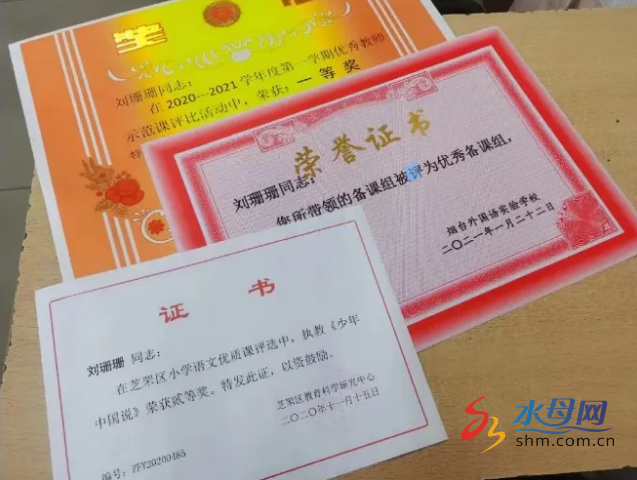 奖
刘珊珊同志:
在2020---2021学年度第一学期优秀教师
示范课评比活动中,荣获:一等奖
特
荣誉证书
刘珊珊同志:
您所带领的备课组被评为优秀备课组,
烟台外国语实验学校
二〇二一年一月二十二日
证 书
刘珊珊 同志:
在芝罘区小学语文优质课评选中,执教《少年
中国说》荣获贰等奖。特发此证,以资鼓励。
芝罘区教育科学研究中心
二〇二〇年十一月十五日
编号:ZFY20200485
水母网
shm.com.cn